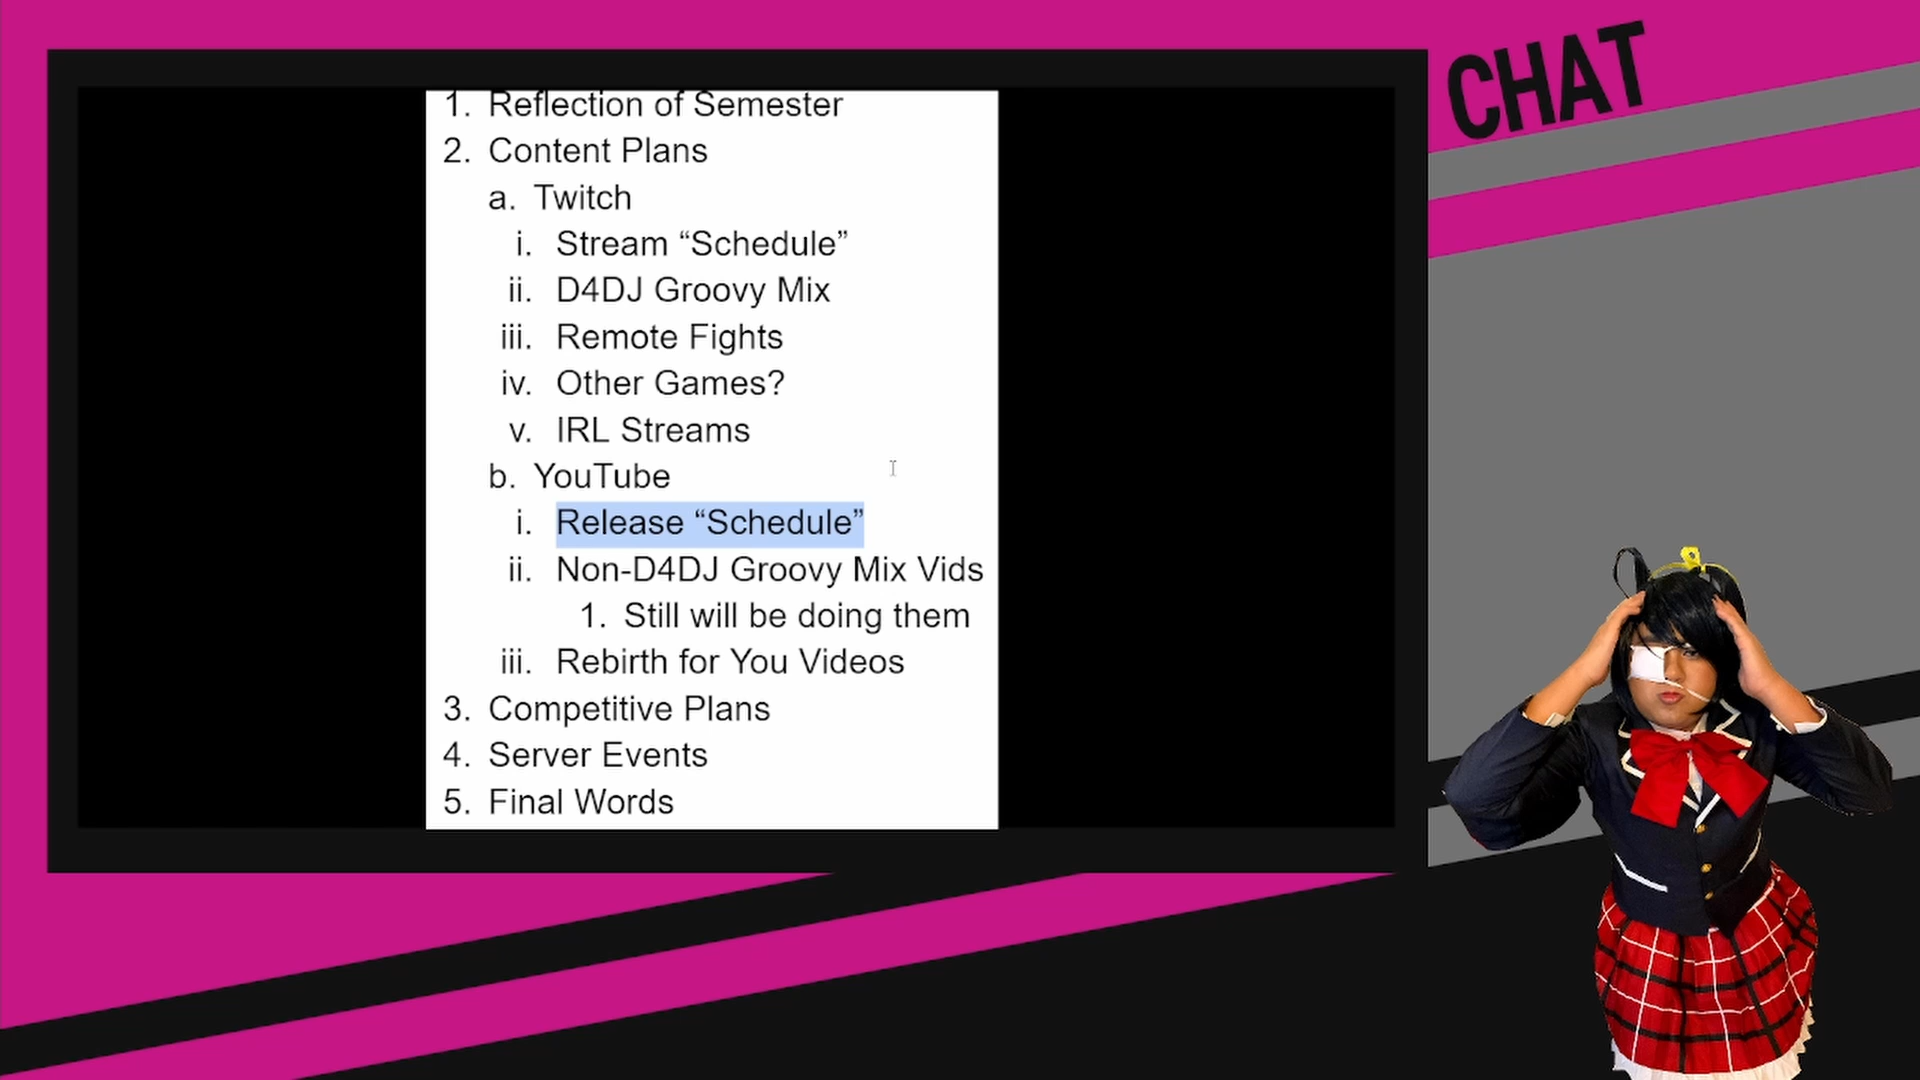 CHAT
1. Reflection of Semester
2. Content Plans
a. Twitch
i. Stream “Schedule”
ii. D4DJ Groovy Mix
iii. Remote Fights
iv. Other Games?
v. IRL Streams
b. YouTube
i. Release “Schedule”
ii. Non-D4DJ Groovy Mix Vids
1. Still will be doing them
iii. Rebirth for You Videos
3. Competitive Plans
4. Server Events
5. Final Words